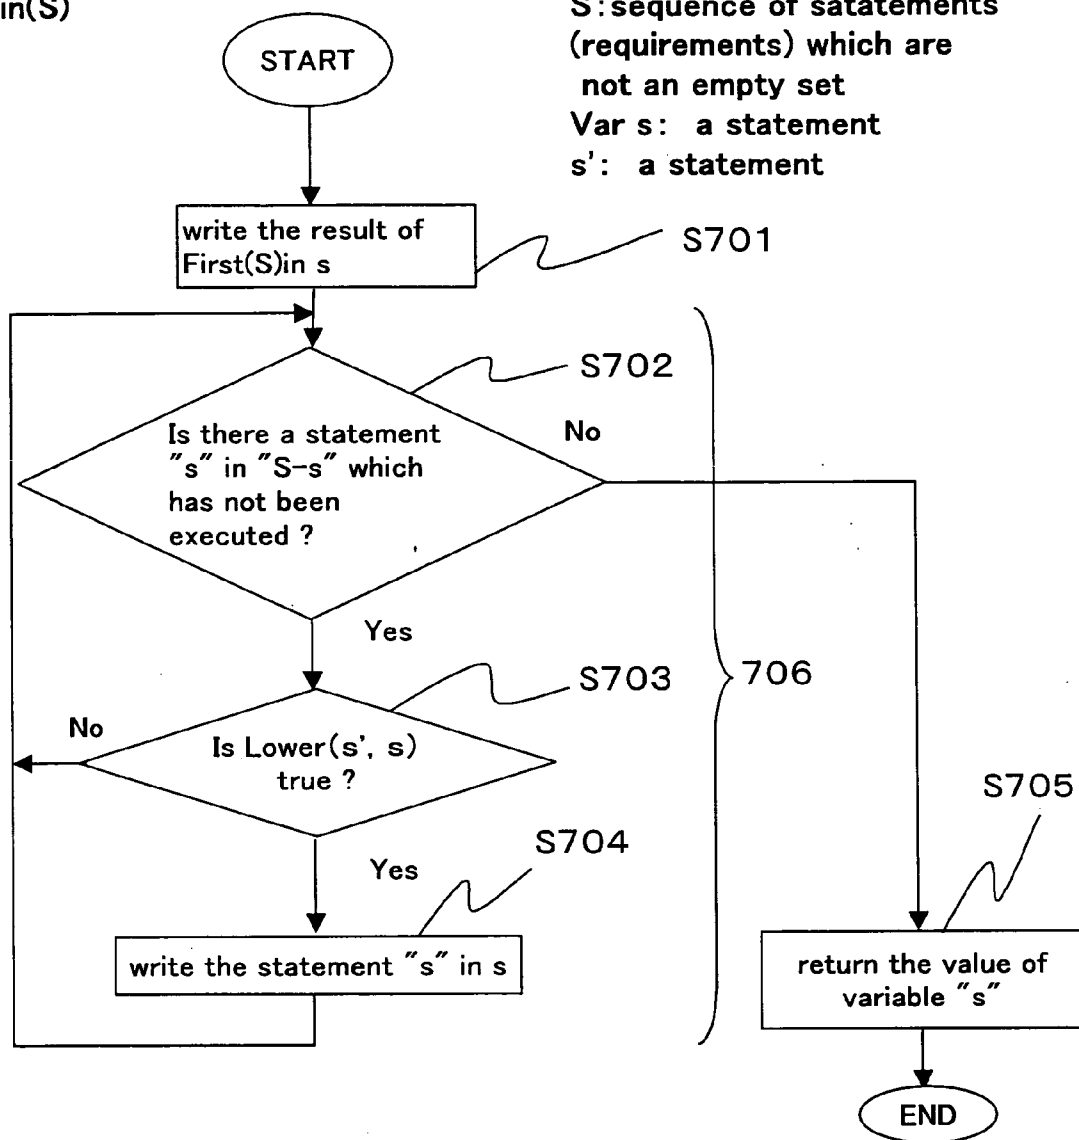 in(S)
S:sequence of satatements
(requirements) which are
not an empty set
Var s: a statement
s': a statement
START
write the result of
First(S)in s
S701
S702
Is there a statement
"s" in "S-s" which
has not been
executed ?
No
Yes
S703
706
No
Is Lower(s', s)
true ?
S705
S704
Yes
write the statement "s" in s
return the value of
variable "s"
END